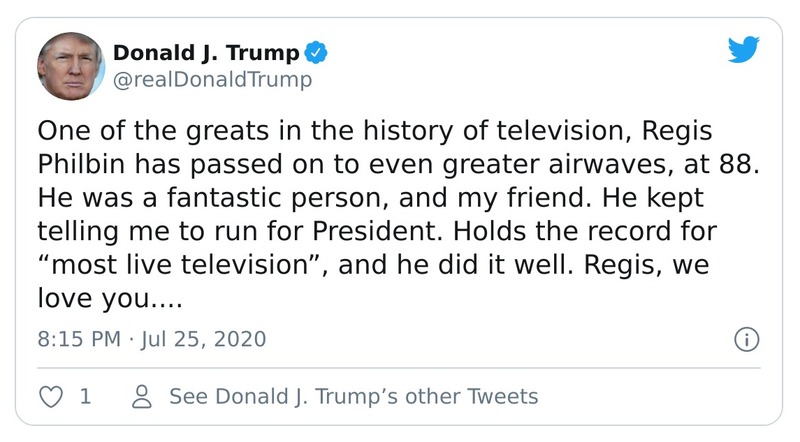 Donald J. Trump
@realDonaldTrump
One of the greats in the history of television, Regis
Philbin has passed on to even greater airwaves, at 88.
He was a fantastic person, and my friend. He kept
telling me to run for President. Holds the record for
“most live television”, and he did it well. Regis, we
love you....
8:15 PM · Jul 25, 2020
1 See Donald J. Trump’s other Tweets